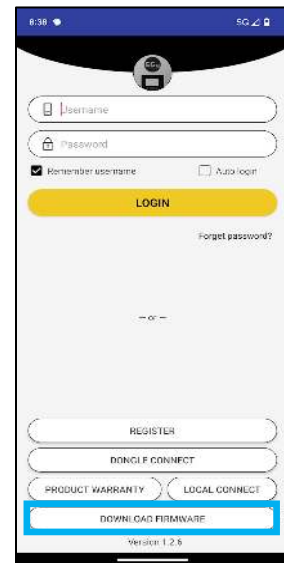 8:38 5G
Username
Password
Remember username Auto login
LOGIN
Forget password?
— or —
REGISTER
DONGLE CONNECT
PRODUCT WARRANTY LOCAL CONNECT
DOWNLOAD FIRMWARE
Version 1.2.6